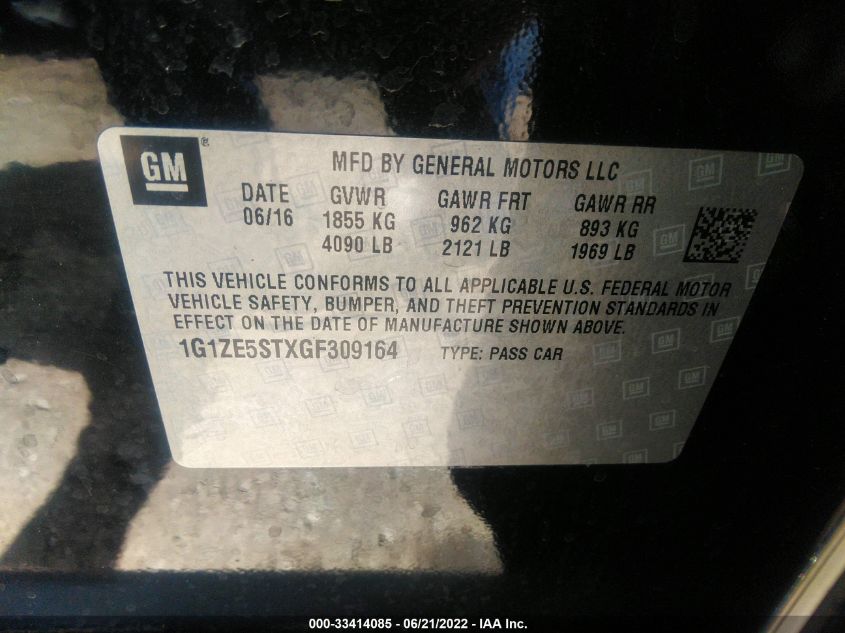 GM ®
MFD BY GENERAL MOTORS LLC
DATE GVWR GAWR FRT GAWR RR
06/16 1855 KG 962 KG 893 KG
4090 LB 2121 LB 1969 LB
THIS VEHICLE CONFORMS TO ALL APPLICABLE U.S. FEDERAL MOTOR
VEHICLE SAFETY, BUMPER, AND THEFT PREVENTION STANDARDS IN
EFFECT ON THE DATE OF MANUFACTURE SHOWN ABOVE.
1G1ZE5STXGF309164 TYPE: PASS CAR
000-33414085 - 06/21/2022 - IAA Inc.